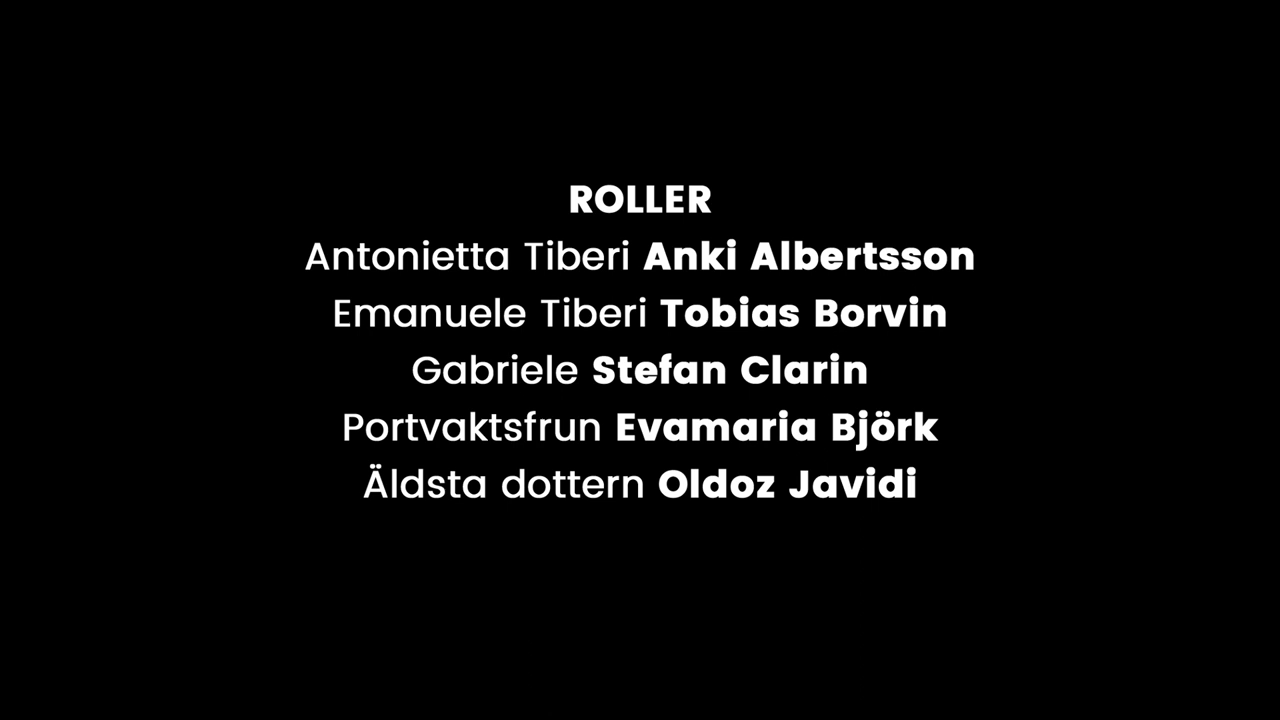 ROLLER
Antonietta Tiberi Anki Albertsson
Emanuele Tiberi Tobias Borvin
Gabriele Stefan Clarin
Portvaktsfrun Evamaria Björk
Äldsta dottern Oldoz Javidi